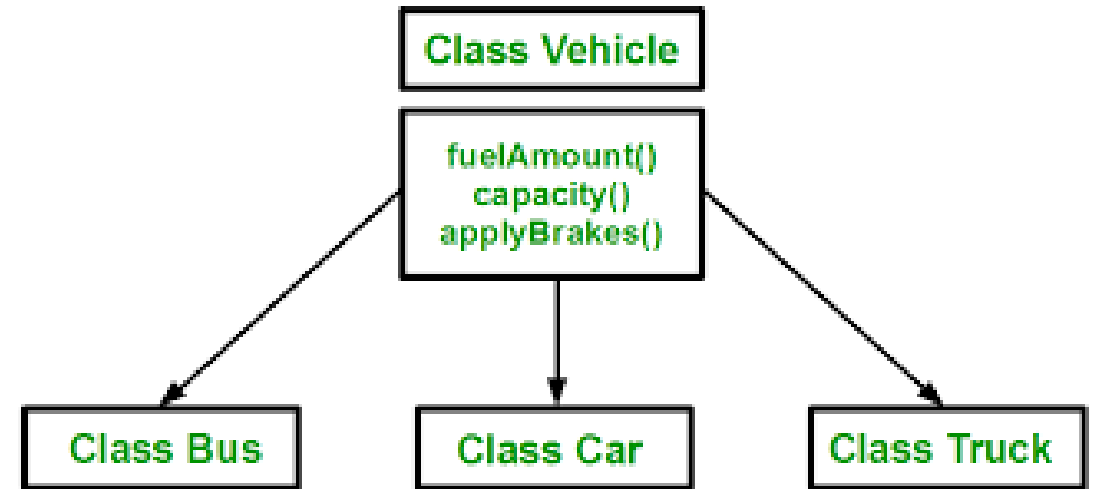 Class Vehicle
fuelAmount()
capacity()
applyBrakes()
Class Bus
Class Car
Class Truck